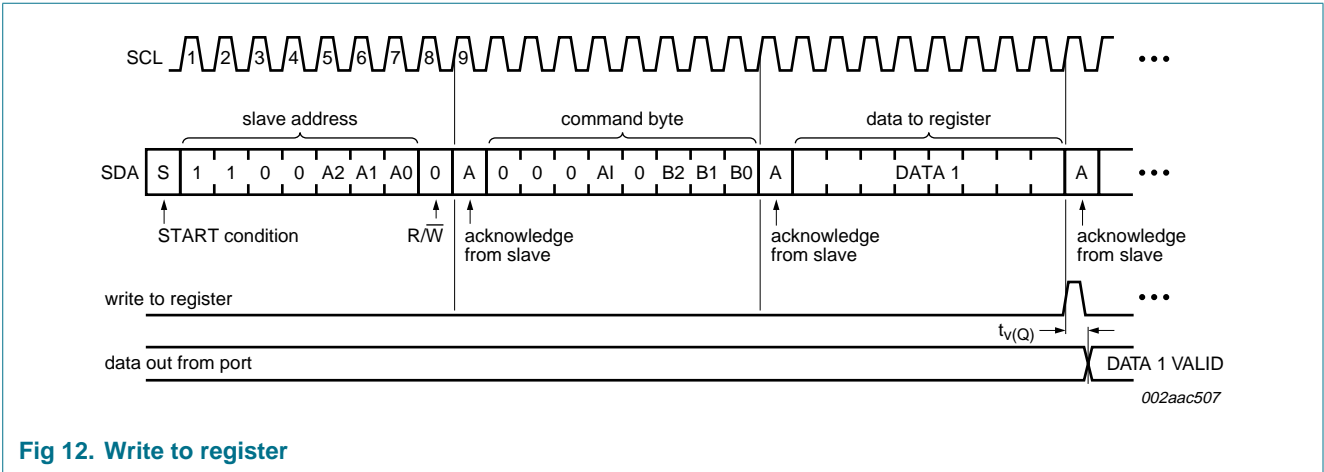 SCL 1 2 3 4 5 6 7 8 9 •••
slave address command byte data to register
SDA S 1 1 0 0 A2 A1 A0 0 A 0 0 0 AI 0 B2 B1 B0 A DATA 1 A •••
START condition R/W̅ acknowledge from slave acknowledge from slave acknowledge from slave
write to register •••
tv(Q)
data out from port DATA 1 VALID
002aac507
Fig 12. Write to register